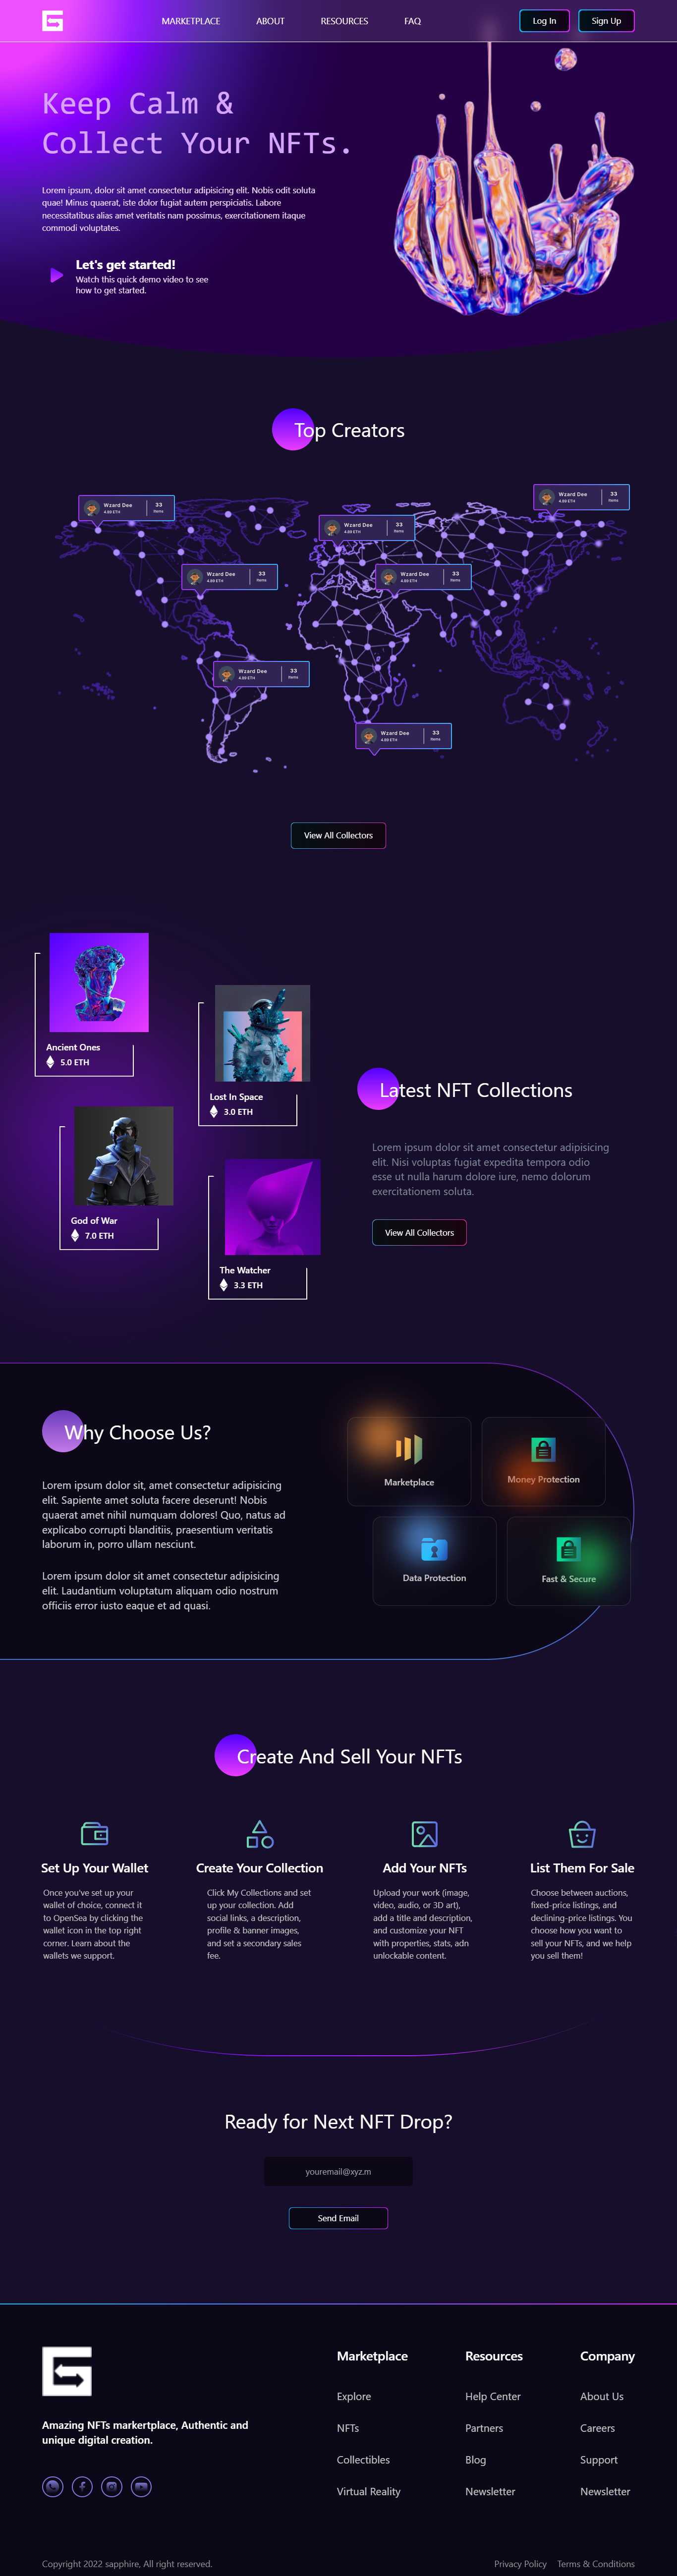 MARKETPLACE ABOUT RESOURCES FAQ Log In Sign Up
Keep Calm &
Collect Your NFTs.
Lorem ipsum, dolor sit amet consectetur adipisicing elit. Nobis odit soluta
quae! Minus quaerat, iste dolor fugiat autem perspiciatis. Labore
necessitatibus alias amet veritatis nam possimus, exercitationem itaque
commodi voluptates.
Let's get started!
Watch this quick demo video to see
how to get started.
Top Creators
Wzard Dee 33
4.89 ETH Items
Wzard Dee 33
4.89 ETH Items
Wzard Dee 33
4.89 ETH Items
Wzard Dee 33
4.89 ETH Items
Wzard Dee 33
4.89 ETH Items
Wzard Dee 33
4.89 ETH Items
Wzard Dee 33
4.89 ETH Items
View All Collectors
Ancient Ones
5.0 ETH
Lost In Space
3.0 ETH
God of War
7.0 ETH
The Watcher
3.3 ETH
Latest NFT Collections
Lorem ipsum dolor sit amet consectetur adipisicing
elit. Nisi voluptas fugiat expedita tempora odio
esse ut nulla harum dolore iure, nemo dolorum
exercitationem soluta.
View All Collectors
Why Choose Us?
Lorem ipsum dolor sit, amet consectetur adipisicing
elit. Sapiente amet soluta facere deserunt! Nobis
quaerat amet nihil numquam dolores! Quo, natus ad
explicabo corrupti blanditiis, praesentium veritatis
laborum in, porro ullam nesciunt.
Lorem ipsum dolor sit amet consectetur adipisicing
elit. Laudantium voluptatum aliquam odio nostrum
officiis error iusto eaque et ad quasi.
Marketplace
Money Protection
Data Protection
Fast & Secure
Create And Sell Your NFTs
Set Up Your Wallet
Once you've set up your
wallet of choice, connect it
to OpenSea by clicking the
wallet icon in the top right
corner. Learn about the
wallets we support.
Create Your Collection
Click My Collections and set
up your collection. Add
social links, a description,
profile & banner images,
and set a secondary sales
fee.
Add Your NFTs
Upload your work (image,
video, audio, or 3D art),
add a title and description,
and customize your NFT
with properties, stats, adn
unlockable content.
List Them For Sale
Choose between auctions,
fixed-price listings, and
declining-price listings. You
choose how you want to
sell your NFTs, and we help
you sell them!
Ready for Next NFT Drop?
youremail@xyz.m
Send Email
Amazing NFTs markertplace, Authentic and
unique digital creation.
Marketplace
Explore
NFTs
Collectibles
Virtual Reality
Resources
Help Center
Partners
Blog
Newsletter
Company
About Us
Careers
Support
Newsletter
Copyright 2022 sapphire, All right reserved. Privacy Policy Terms & Conditions